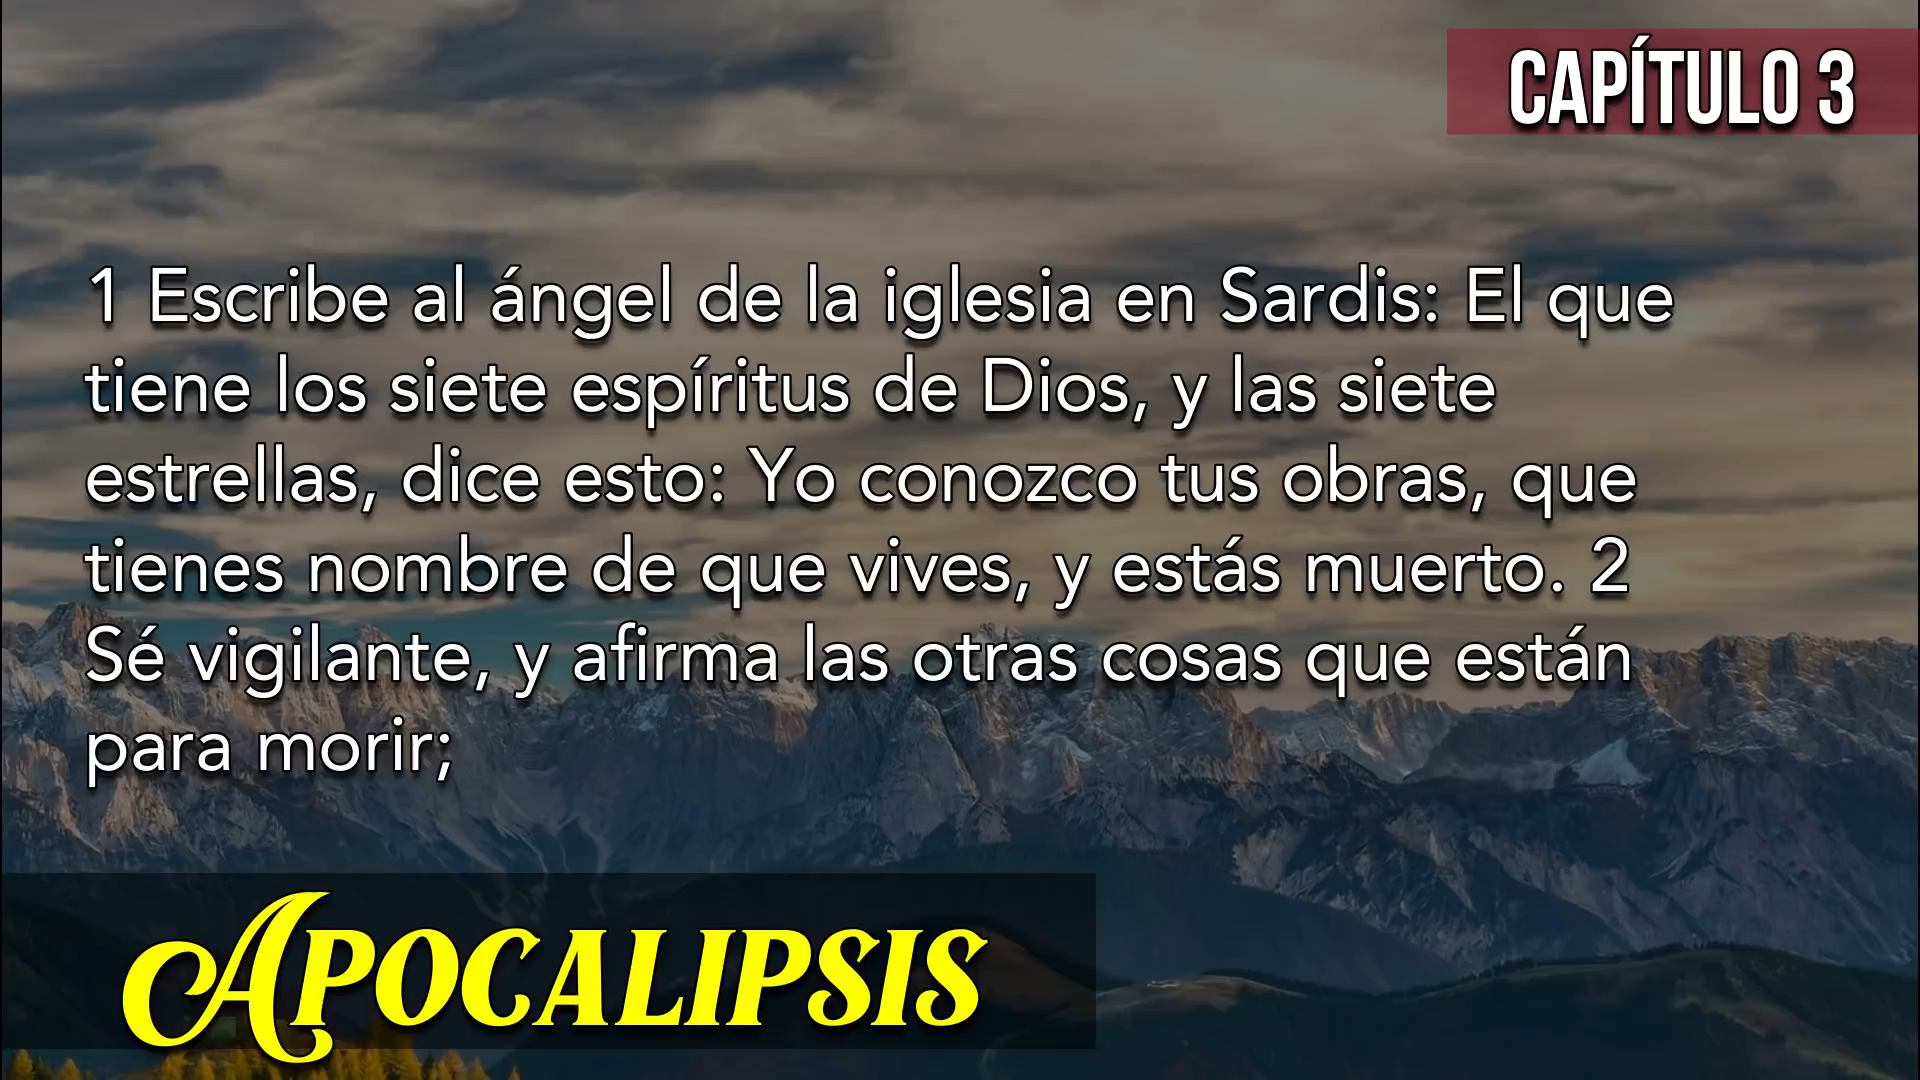 CAPÍTULO 3
1 Escribe al ángel de la iglesia en Sardis: El que
tiene los siete espíritus de Dios, y las siete
estrellas, dice esto: Yo conozco tus obras, que
tienes nombre de que vives, y estás muerto. 2
Sé vigilante, y afirma las otras cosas que están
para morir;
APOCALIPSIS